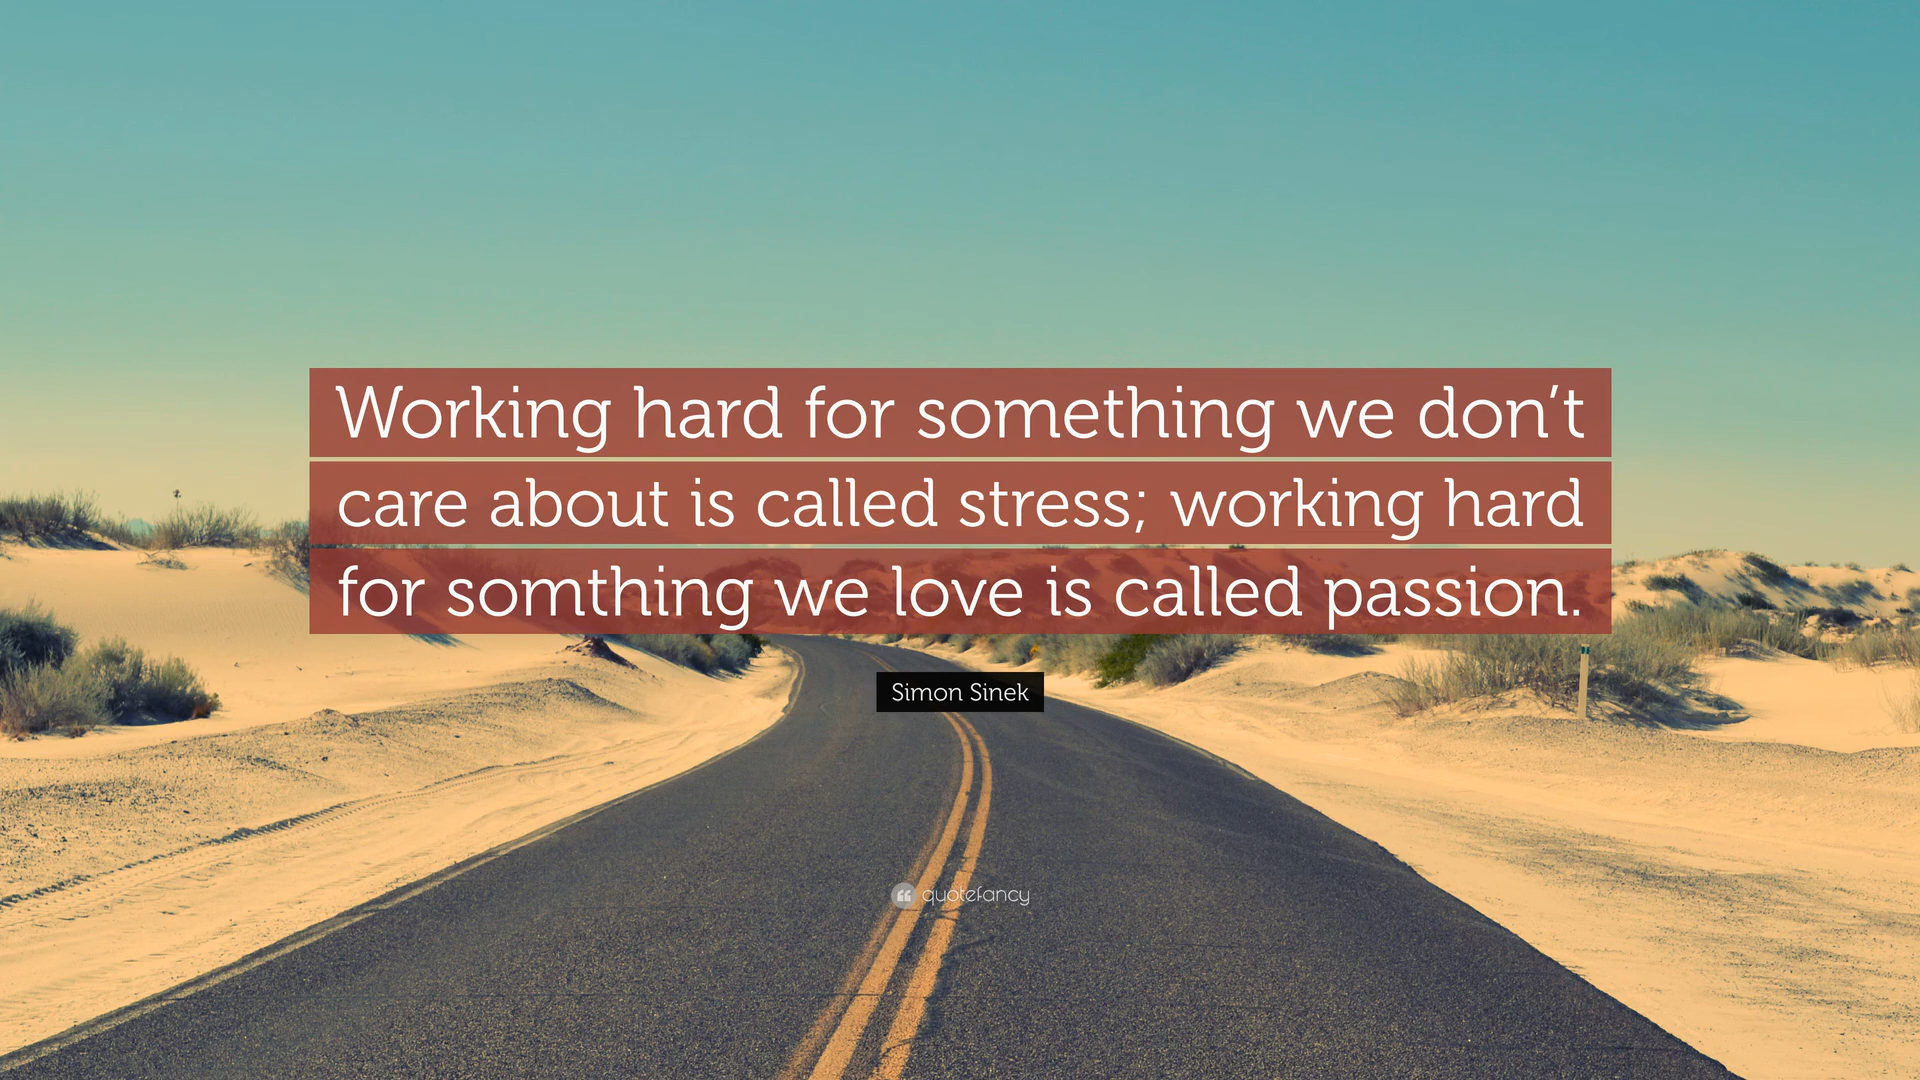 Working hard for something we don’t
care about is called stress; working hard
for somthing we love is called passion.
Simon Sinek
quotefancy